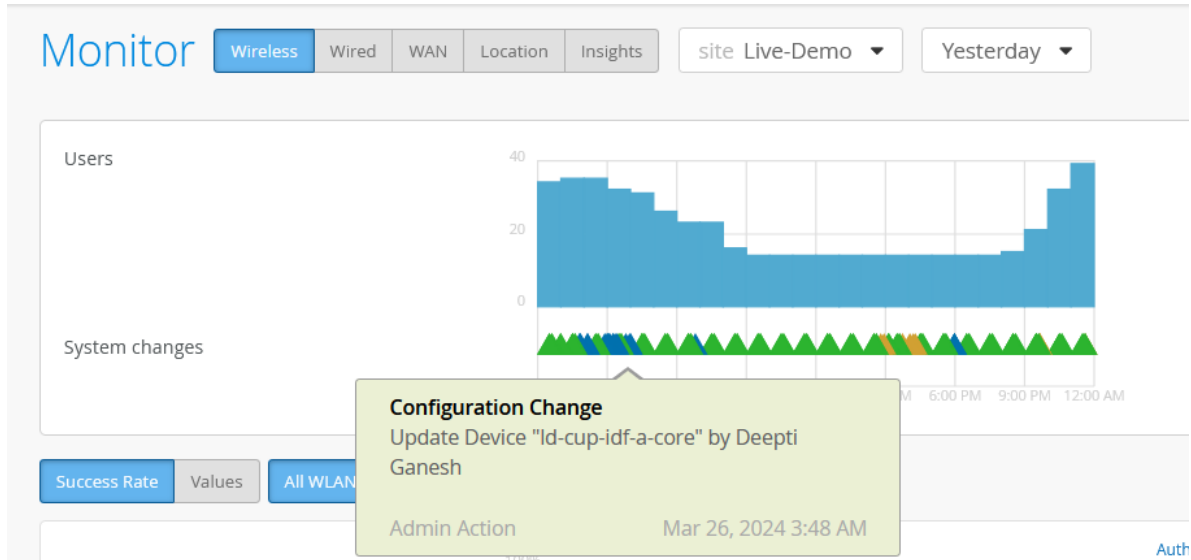 Monitor Wireless Wired WAN Location Insights site Live-Demo Yesterday
Users
40
20
0
System changes
M 6:00 PM 9:00 PM 12:00 AM
Configuration Change
Update Device "ld-cup-idf-a-core" by Deepti
Ganesh
Admin Action Mar 26, 2024 3:48 AM
Success Rate Values All WLAN
100%
Auth